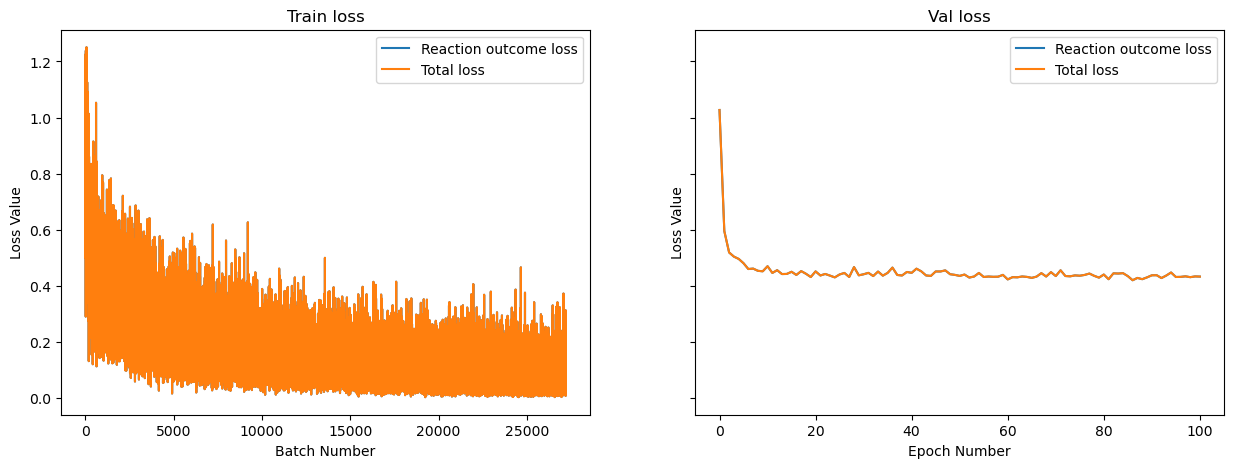 Train loss
Reaction outcome loss
Total loss
Loss Value
1.2
1.0
0.8
0.6
0.4
0.2
0.0
0
5000
10000
15000
20000
25000
Batch Number
Val loss
Reaction outcome loss
Total loss
Loss Value
0
20
40
60
80
100
Epoch Number